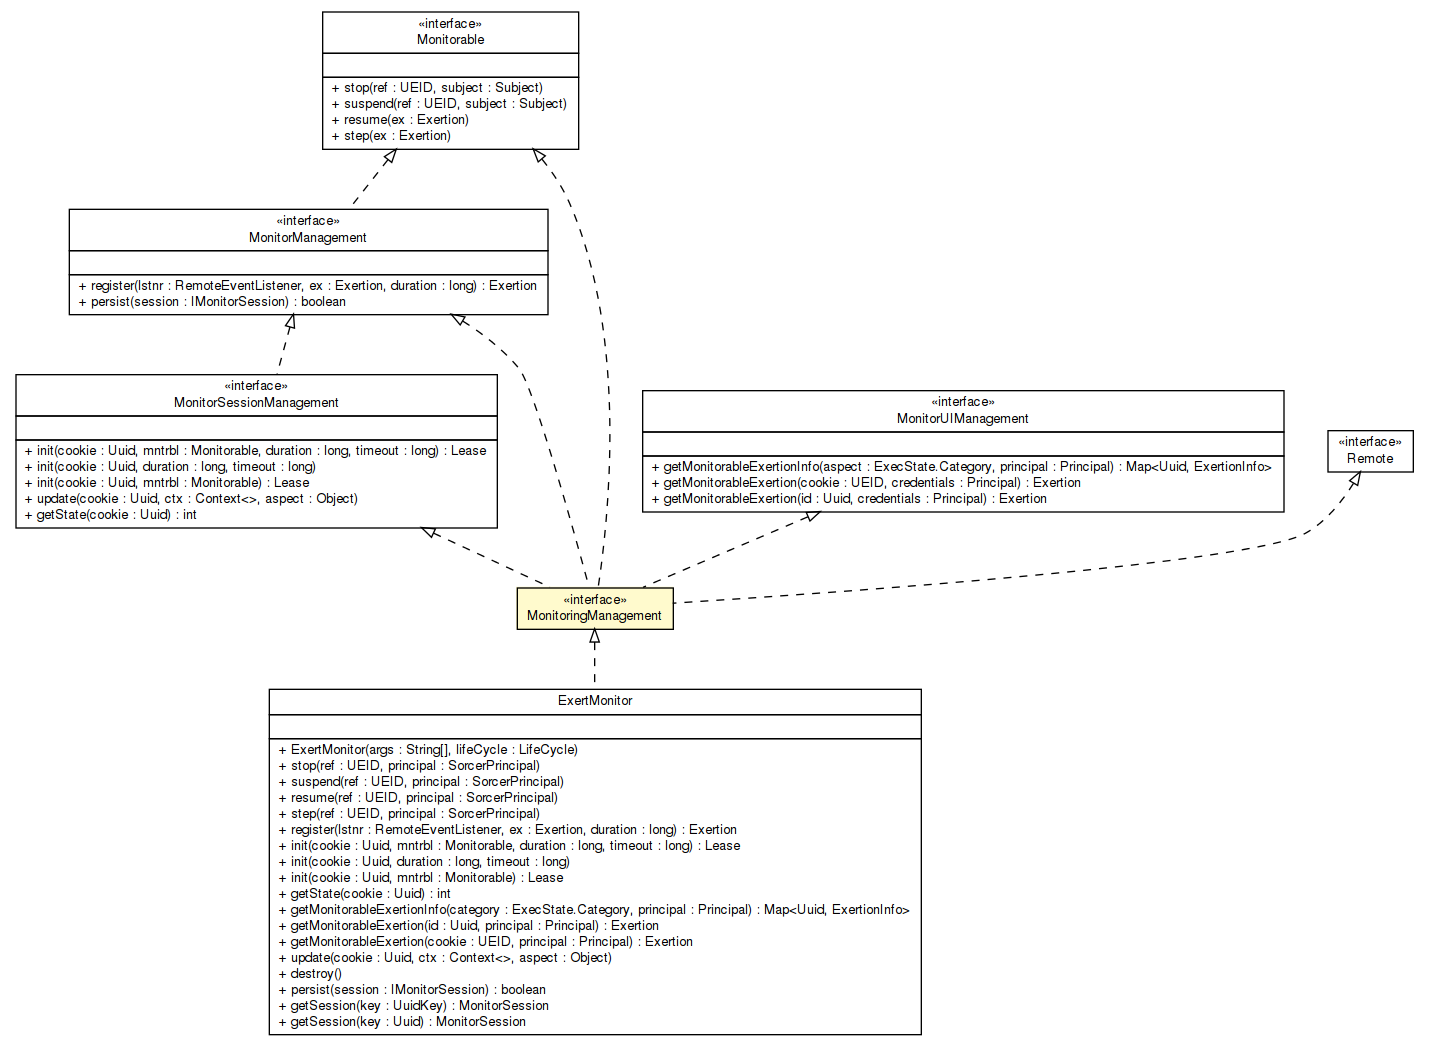 «interface»
Monitorable
+ stop(ref : UEID, subject : Subject)
+ suspend(ref : UEID, subject : Subject)
+ resume(ex : Exertion)
+ step(ex : Exertion)
«interface»
MonitorManagement
+ register(lstnr : RemoteEventListener, ex : Exertion, duration : long) : Exertion
+ persist(session : IMonitorSession) : boolean
«interface»
MonitorSessionManagement
+ init(cookie : Uuid, mntrbl : Monitorable, duration : long, timeout : long) : Lease
+ init(cookie : Uuid, duration : long, timeout : long)
+ init(cookie : Uuid, mntrbl : Monitorable) : Lease
+ update(cookie : Uuid, ctx : Context<>, aspect : Object)
+ getState(cookie : Uuid) : int
«interface»
MonitorUIManagement
+ getMonitorableExertionInfo(aspect : ExecState.Category, principal : Principal) : Map<Uuid, ExertionInfo>
+ getMonitorableExertion(cookie : UEID, credentials : Principal) : Exertion
+ getMonitorableExertion(id : Uuid, credentials : Principal) : Exertion
«interface»
Remote
«interface»
MonitoringManagement
ExertMonitor
+ ExertMonitor(args : String[], lifeCycle : LifeCycle)
+ stop(ref : UEID, principal : SorcerPrincipal)
+ suspend(ref : UEID, principal : SorcerPrincipal)
+ resume(ref : UEID, principal : SorcerPrincipal)
+ step(ref : UEID, principal : SorcerPrincipal)
+ register(lstnr : RemoteEventListener, ex : Exertion, duration : long) : Exertion
+ init(cookie : Uuid, mntrbl : Monitorable, duration : long, timeout : long) : Lease
+ init(cookie : Uuid, duration : long, timeout : long)
+ init(cookie : Uuid, mntrbl : Monitorable) : Lease
+ getState(cookie : Uuid) : int
+ getMonitorableExertionInfo(category : ExecState.Category, principal : Principal) : Map<Uuid, ExertionInfo>
+ getMonitorableExertion(id : Uuid, principal : Principal) : Exertion
+ getMonitorableExertion(cookie : UEID, principal : Principal) : Exertion
+ update(cookie : Uuid, ctx : Context<>, aspect : Object)
+ destroy()
+ persist(session : IMonitorSession) : boolean
+ getSession(key : UuidKey) : MonitorSession
+ getSession(key : Uuid) : MonitorSession